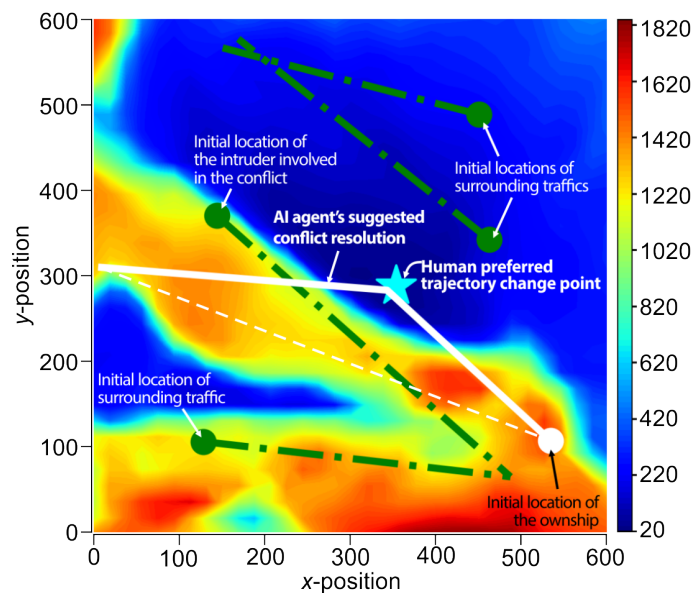 600
500
400
300
200
100
0
y-position
0
100
200
300
400
500
600
x-position
Initial location of
the intruder involved
in the conflict
Initial locations of
surrounding traffics
AI agent's suggested
conflict resolution
Human preferred
trajectory change point
Initial location of
surrounding traffic
Initial location of
the ownship
1820
1620
1420
1220
1020
820
620
420
220
20